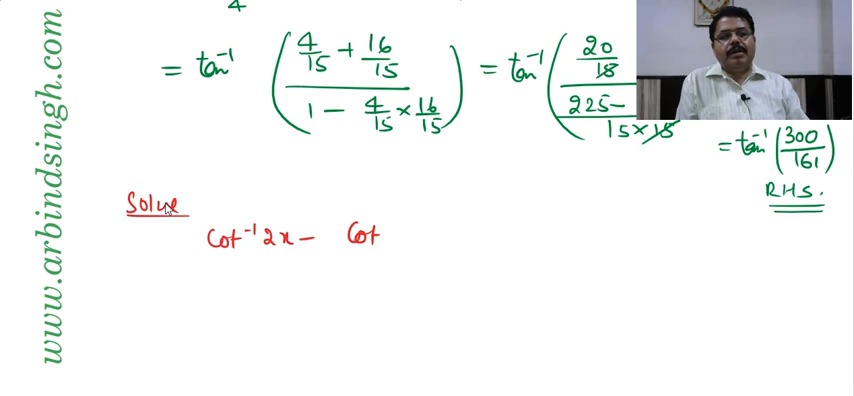 4
= tan⁻¹ ( (4/15 + 16/15) / (1 − 4/15 × 16/15) ) = tan⁻¹ ( (20/15) / ((225 − / 15 × 15)
= tan⁻¹ (300/161)
RHS.
Solve
Cot⁻¹ 2x − Cot
www.arbindsingh.com